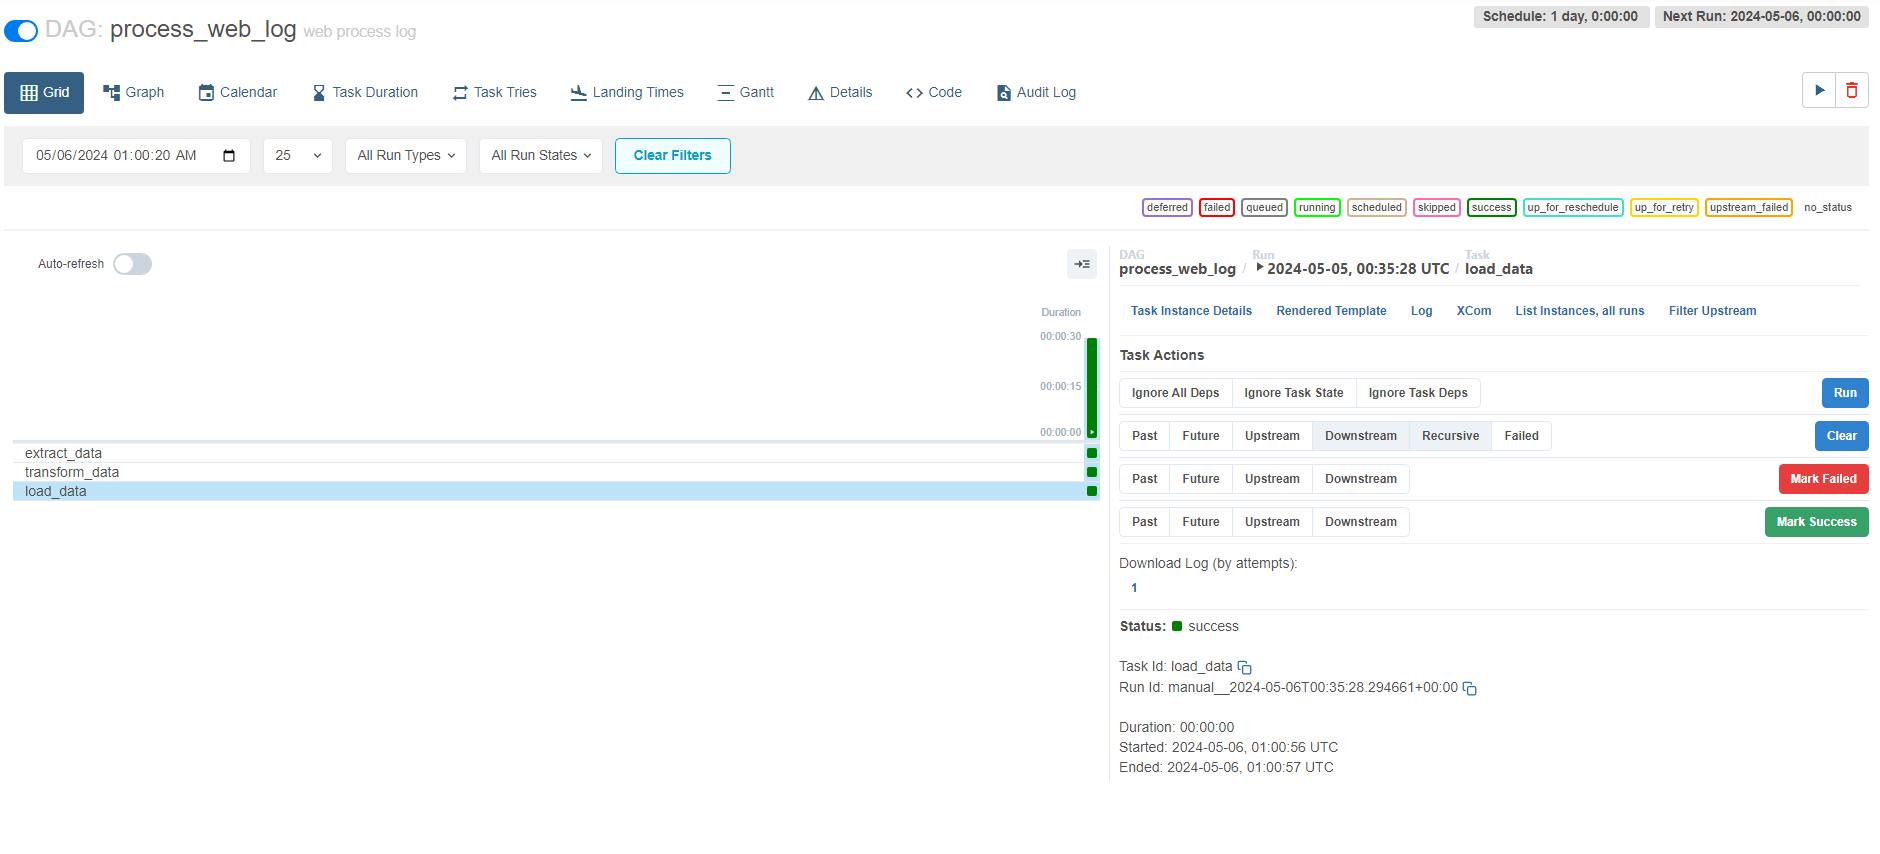 DAG: process_web_log web process log
Schedule: 1 day, 0:00:00
Next Run: 2024-05-06, 00:00:00
Grid
Graph
Calendar
Task Duration
Task Tries
Landing Times
Gantt
Details
Code
Audit Log
05/06/2024 01:00:20 AM
25
All Run Types
All Run States
Clear Filters
deferred
failed
queued
running
scheduled
skipped
success
up_for_reschedule
up_for_retry
upstream_failed
no_status
Auto-refresh
Duration
00:00:30
00:00:15
00:00:00
extract_data
transform_data
load_data
DAG
process_web_log
/
Run
2024-05-05, 00:35:28 UTC
/
Task
load_data
Task Instance Details
Rendered Template
Log
XCom
List Instances, all runs
Filter Upstream
Task Actions
Ignore All Deps
Ignore Task State
Ignore Task Deps
Run
Past
Future
Upstream
Downstream
Recursive
Failed
Clear
Past
Future
Upstream
Downstream
Mark Failed
Past
Future
Upstream
Downstream
Mark Success
Download Log (by attempts):
1
Status: success
Task Id: load_data
Run Id: manual__2024-05-06T00:35:28.294661+00:00
Duration: 00:00:00
Started: 2024-05-06, 01:00:56 UTC
Ended: 2024-05-06, 01:00:57 UTC